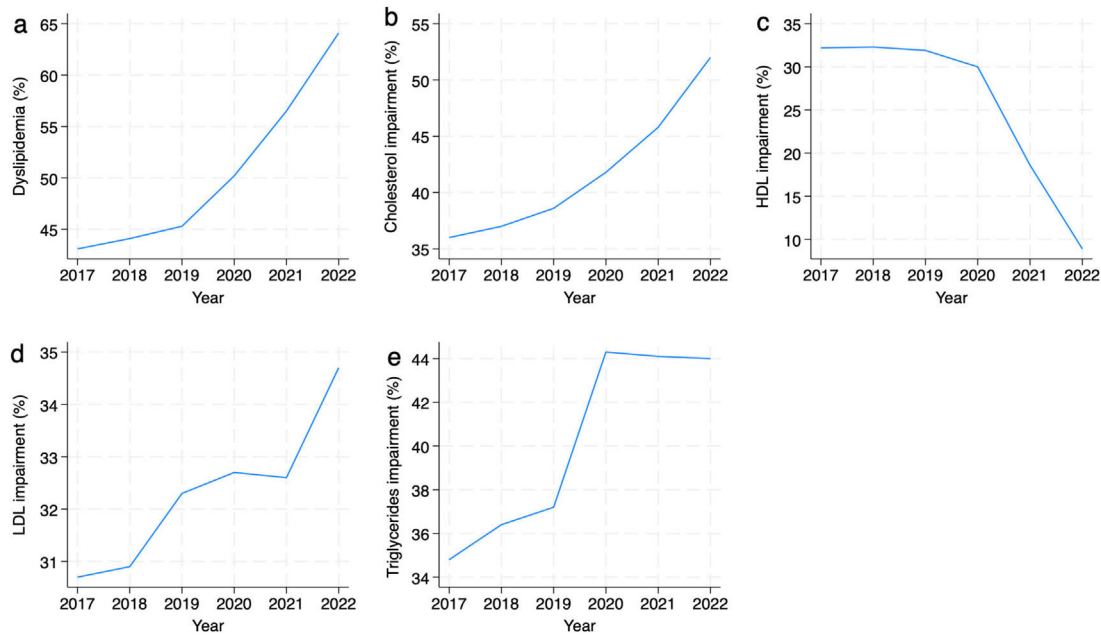 a
Dyslipidemia (%)
65
60
55
50
45
2017 2018 2019 2020 2021 2022
Year
b
Cholesterol impairment (%)
55
50
45
40
35
2017 2018 2019 2020 2021 2022
Year
c
HDL impairment (%)
35
30
25
20
15
10
2017 2018 2019 2020 2021 2022
Year
d
LDL impairment (%)
35
34
33
32
31
2017 2018 2019 2020 2021 2022
Year
e
Triglycerides impairment (%)
44
42
40
38
36
34
2017 2018 2019 2020 2021 2022
Year